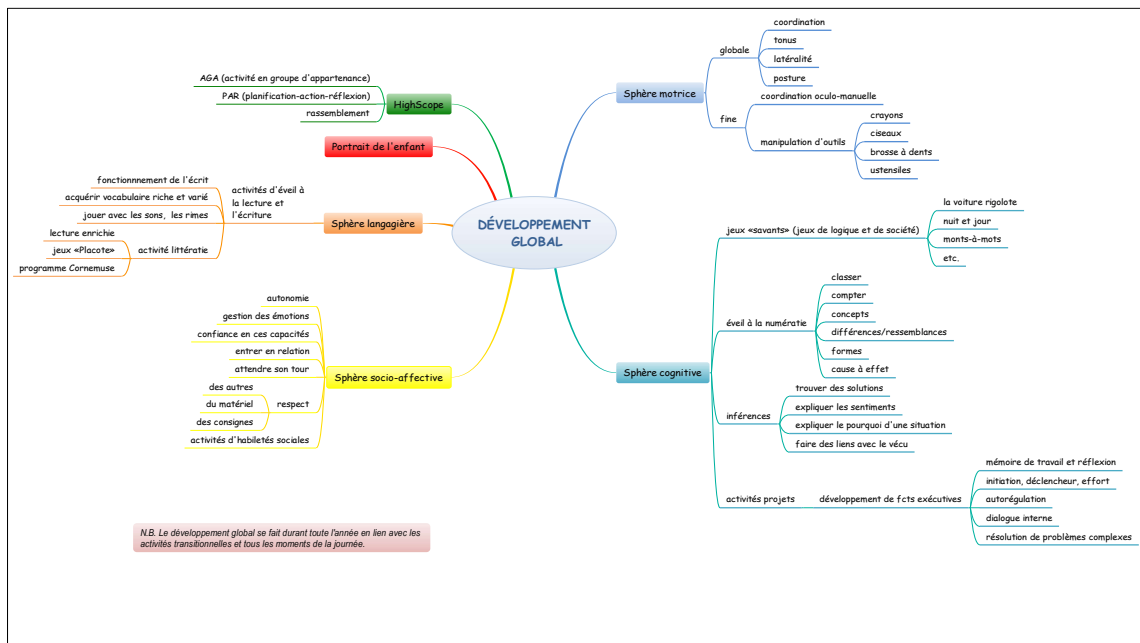 DÉVELOPPEMENT
GLOBAL
HighScope
AGA (activité en groupe d'appartenance)
PAR (planification-action-réflexion)
rassemblement
Portrait de l'enfant
Sphère langagière
activités d'éveil à
la lecture et
l'écriture
fonctionnnement de l'écrit
acquérir vocabulaire riche et varié
jouer avec les sons, les rimes
activité littératie
lecture enrichie
jeux «Placote»
programme Cornemuse
Sphère socio-affective
autonomie
gestion des émotions
confiance en ces capacités
entrer en relation
attendre son tour
respect
des autres
du matériel
des consignes
activités d'habiletés sociales
Sphère motrice
globale
coordination
tonus
latéralité
posture
fine
coordination oculo-manuelle
manipulation d'outils
crayons
ciseaux
brosse à dents
ustensiles
Sphère cognitive
jeux «savants» (jeux de logique et de société)
la voiture rigolote
nuit et jour
monts-à-mots
etc.
éveil à la numératie
classer
compter
concepts
différences/ressemblances
formes
cause à effet
inférences
trouver des solutions
expliquer les sentiments
expliquer le pourquoi d'une situation
faire des liens avec le vécu
activités projets
développement de fcts exécutives
mémoire de travail et réflexion
initiation, déclencheur, effort
autorégulation
dialogue interne
résolution de problèmes complexes
N.B. Le développement global se fait durant toute l'année en lien avec les
activités transitionnelles et tous les moments de la journée.